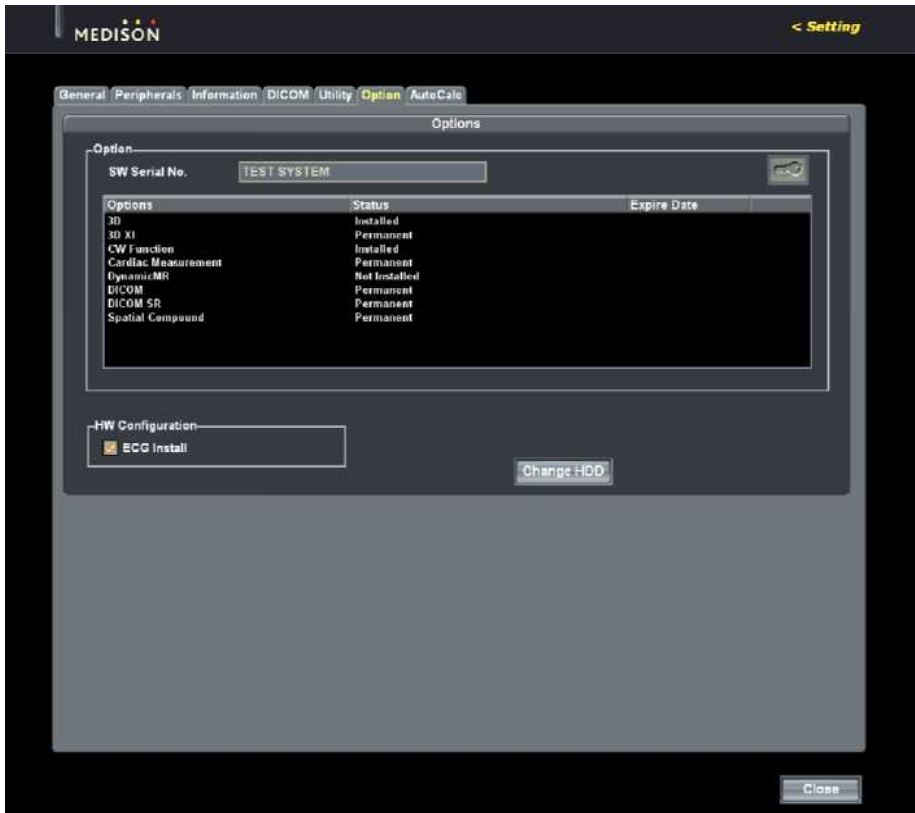 MEDISON
< Setting
General Peripherals Information DICOM Utility Option AutoCalc
Options
Option
SW Serial No. TEST SYSTEM
Options Status Expire Date
3D Installed
3D XI Permanent
CW Function Installed
Cardiac Measurement Permanent
DynamicMR Not Installed
DICOM Permanent
DICOM SR Permanent
Spatial Compound Permanent
HW Configuration
ECG Install
Change HDD
Close